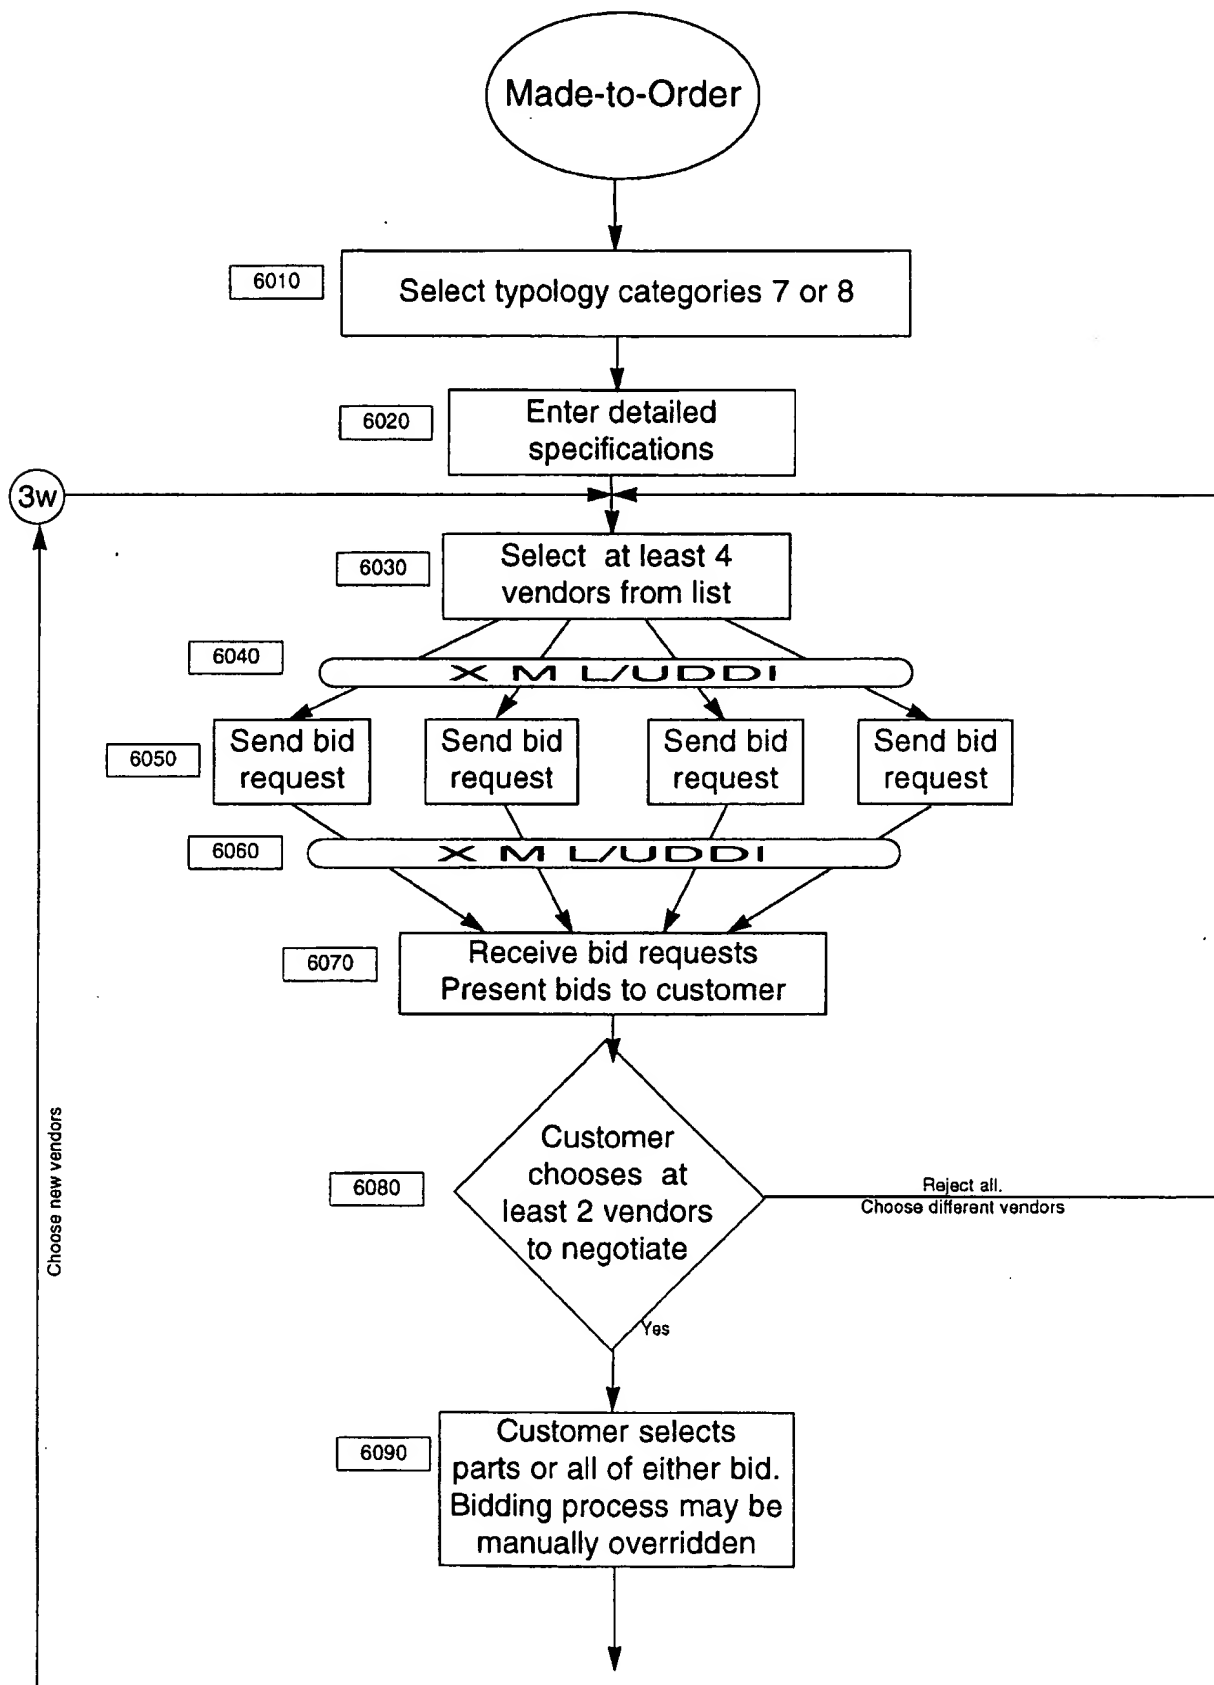 Made-to-Order
6010
Select typology categories 7 or 8
6020
Enter detailed
specifications
3w
6030
Select at least 4
vendors from list
6040
X M L/UDDI
6050
Send bid
request
Send bid
request
Send bid
request
Send bid
request
6060
X M L/UDDI
6070
Receive bid requests
Present bids to customer
Choose new vendors
6080
Customer
chooses at
least 2 vendors
to negotiate
Reject all.
Choose different vendors
Yes
6090
Customer selects
parts or all of either bid.
Bidding process may be
manually overridden